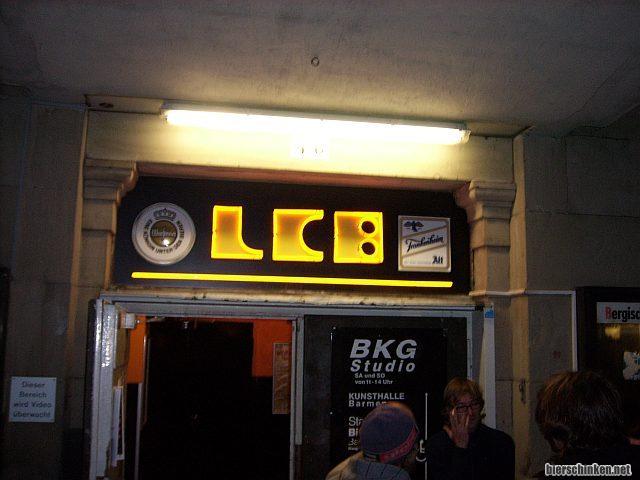 Warsteiner
LCB
Frankenheim
Alt
Dieser
Bereich
wird Video
überwacht
BKG
Studio
SA und SO
von 11-14 Uhr
KUNSTHALLE
Barmen
Bergisc
bierschinken.net